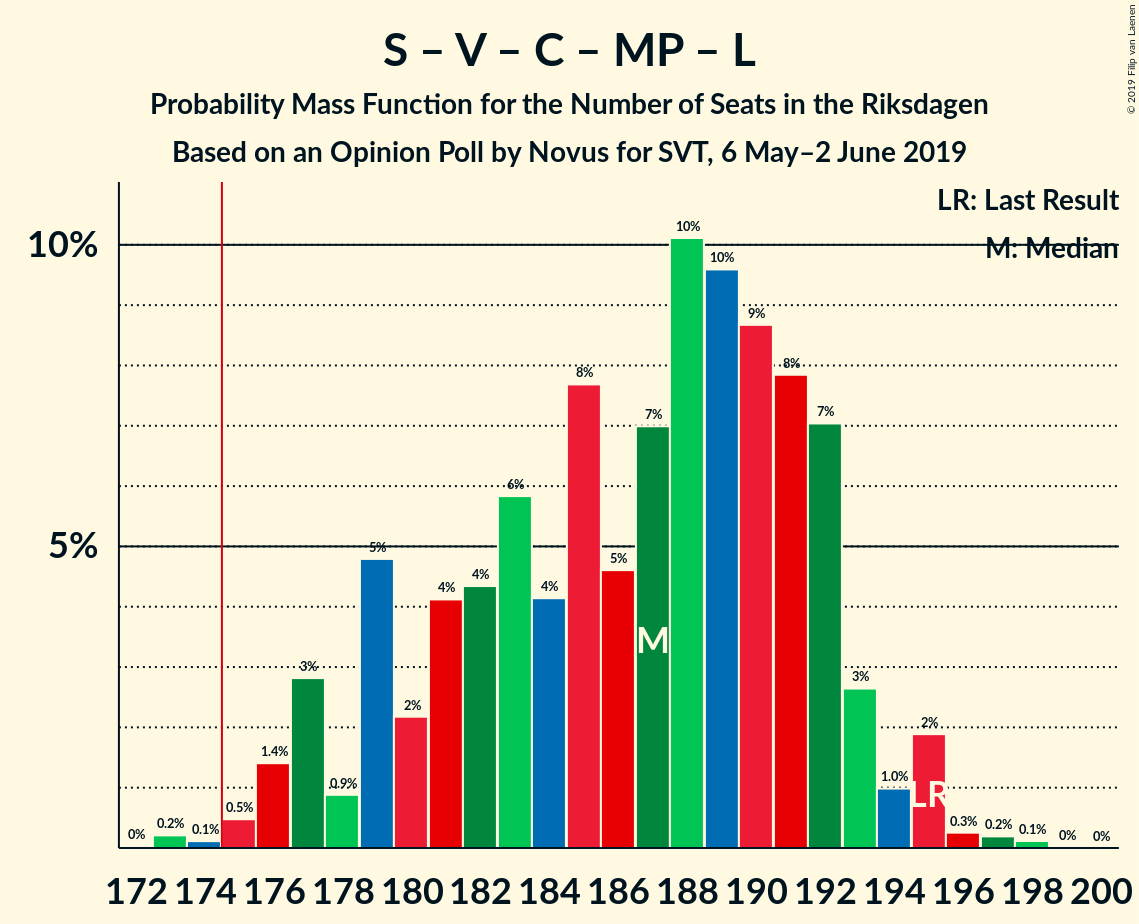 S – V – C – MP – L
Probability Mass Function for the Number of Seats in the Riksdagen
Based on an Opinion Poll by Novus for SVT, 6 May–2 June 2019
© 2019 Filip van Laenen
LR: Last Result
M: Median
10%
5%
0% 0.2% 0.1% 0.5% 1.4% 3% 0.9% 5% 2% 4% 4% 6% 4% 8% 5% 7% 10% 10% 9% 8% 7% 3% 1.0% 2% 0.3% 0.2% 0.1% 0% 0%
M
LR
172 174 176 178 180 182 184 186 188 190 192 194 196 198 200